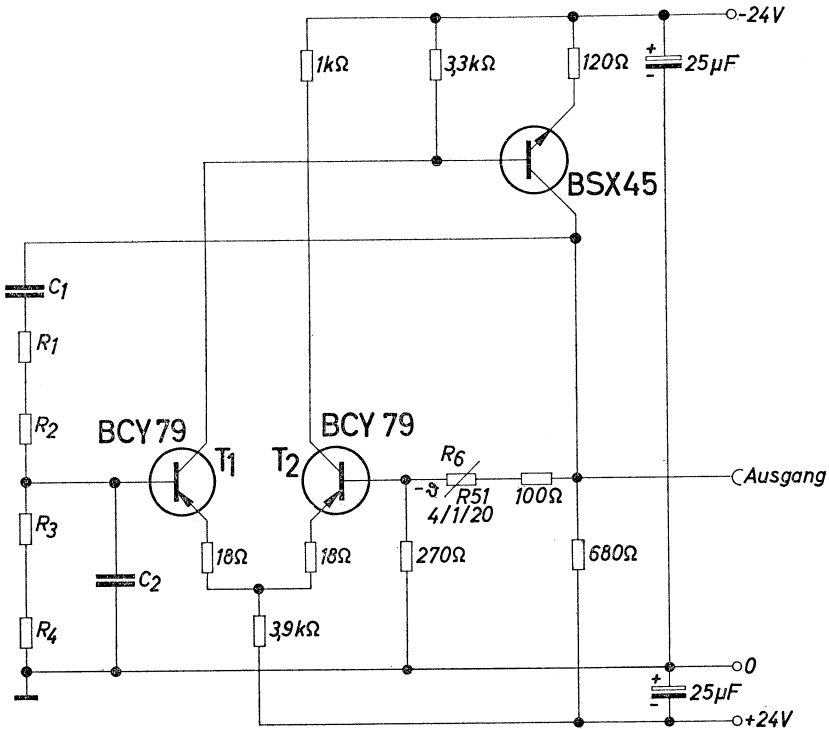 -24V
1kΩ
3,3kΩ
120Ω
+
-
25µF
BSX45
C1
R1
R2
BCY79
BCY 79
T1
T2
R6
-ϑ
R51
4/1/20
100Ω
Ausgang
R3
18Ω
18Ω
270Ω
680Ω
C2
R4
3,9kΩ
0
+
-
25µF
+24V